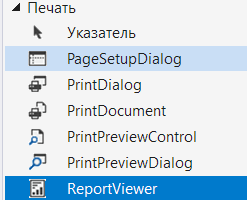 Печать
Указатель
PageSetupDialog
PrintDialog
PrintDocument
PrintPreviewControl
PrintPreviewDialog
ReportViewer